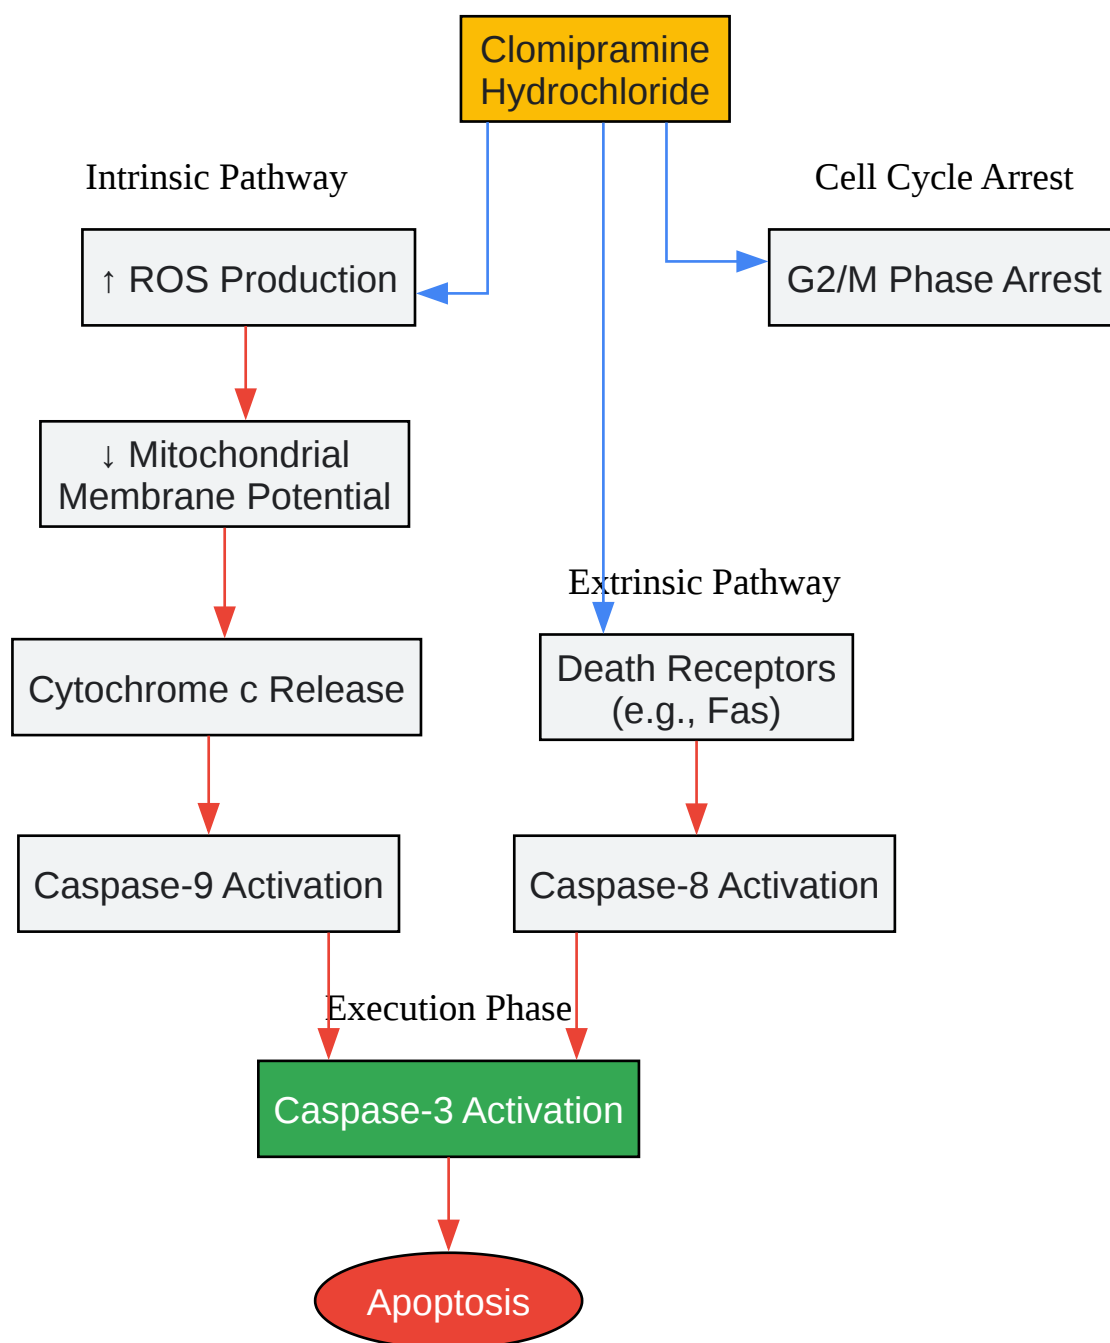 Clomipramine
Hydrochloride
Intrinsic Pathway
Cell Cycle Arrest
↑ ROS Production
G2/M Phase Arrest
↓ Mitochondrial
Membrane Potential
Extrinsic Pathway
Cytochrome c Release
Death Receptors
(e.g., Fas)
Caspase-9 Activation
Caspase-8 Activation
Execution Phase
Caspase-3 Activation
Apoptosis